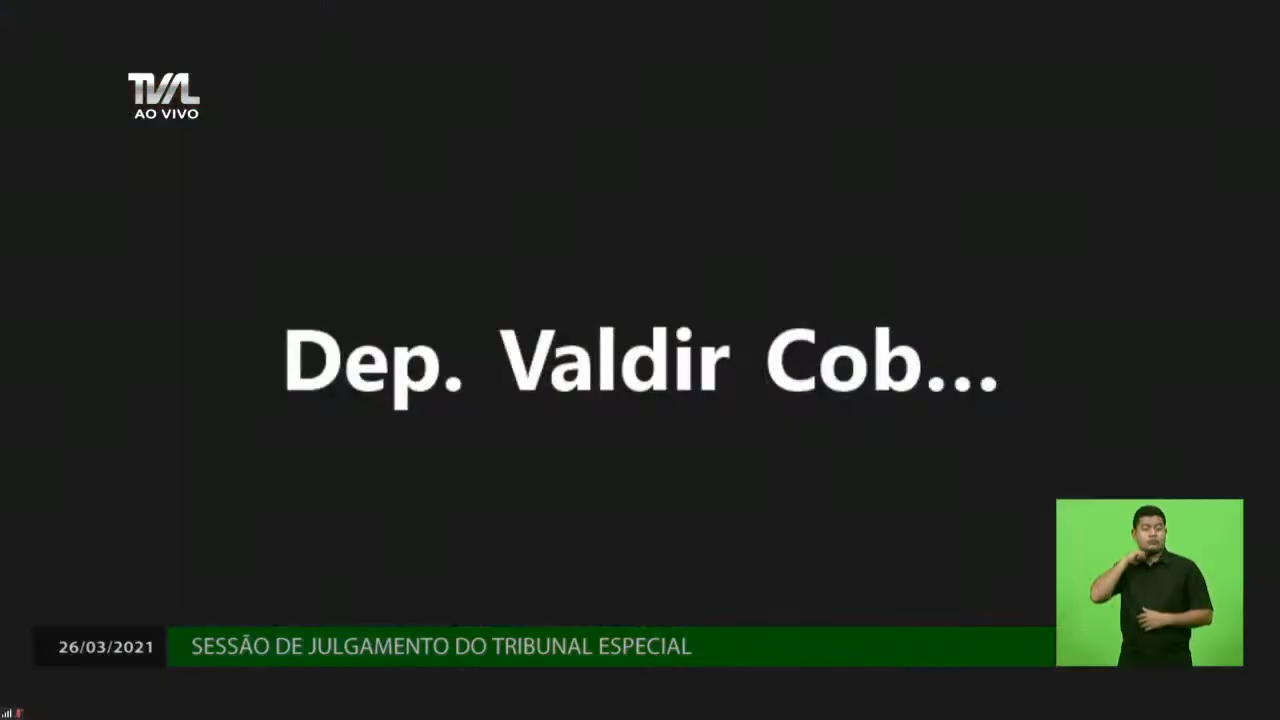 TVAL
AO VIVO
Dep. Valdir Cob...
26/03/2021
SESSÃO DE JULGAMENTO DO TRIBUNAL ESPECIAL